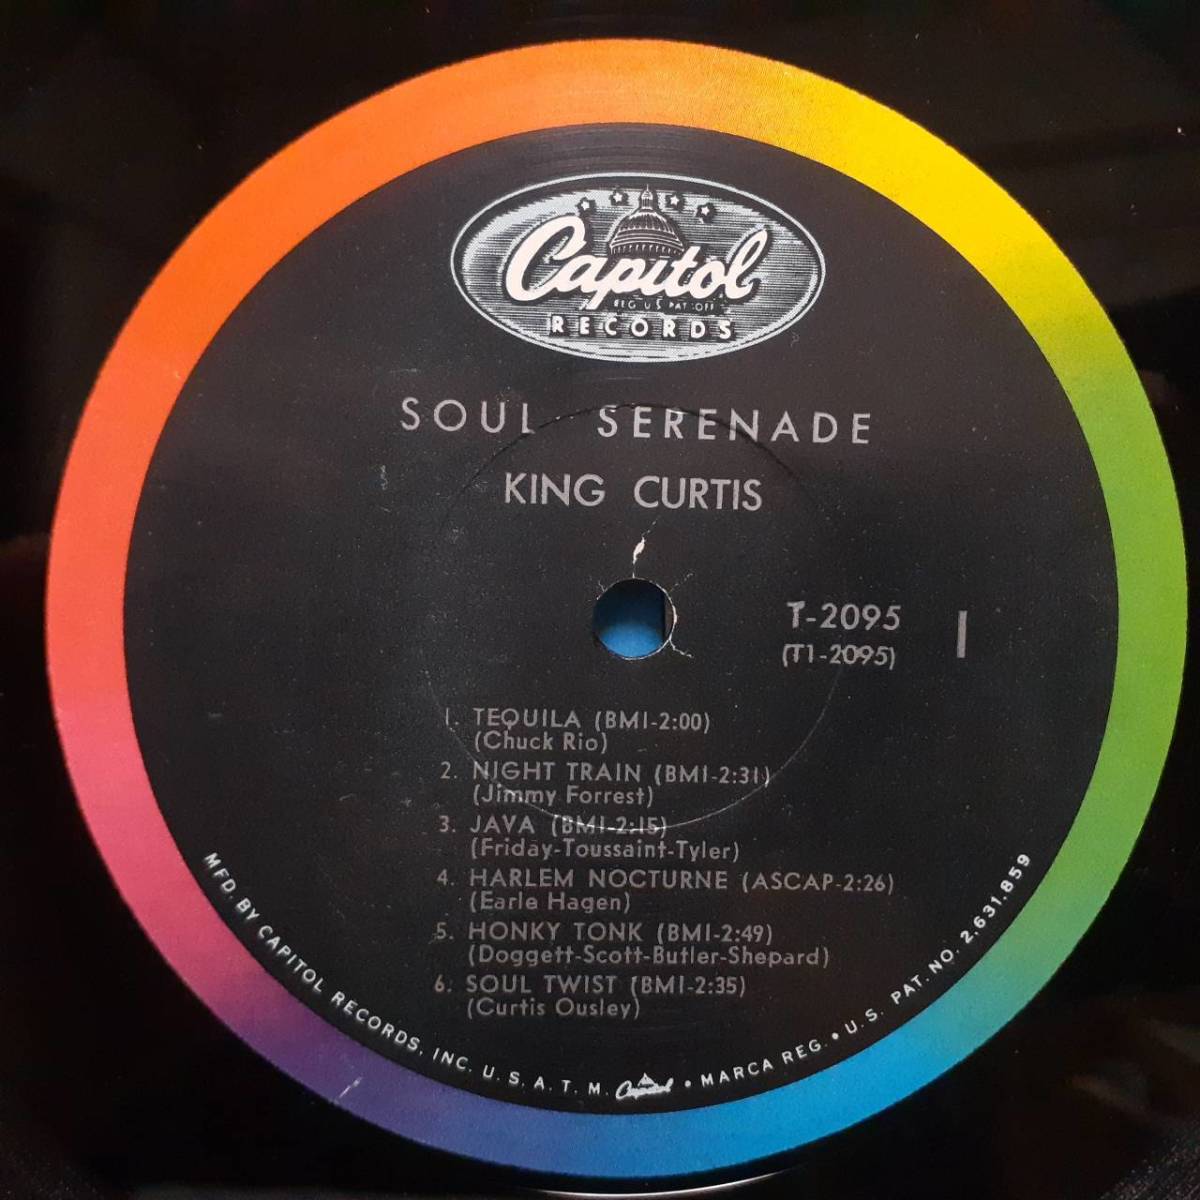 Capitol
REG. U.S. PAT. OFF.
RECORDS
SOUL SERENADE
KING CURTIS
T-2095
(T1-2095)
1
1. TEQUILA (BMI-2:00)
(Chuck Rio)
2. NIGHT TRAIN (BMI-2:31)
(Jimmy Forrest)
3. JAVA (BMI-2:15)
(Friday-Toussaint-Tyler)
4. HARLEM NOCTURNE (ASCAP-2:26)
(Earle Hagen)
5. HONKY TONK (BMI-2:49)
(Doggett-Scott-Butler-Shepard)
6. SOUL TWIST (BMI-2:35)
(Curtis Ousley)
MFD. BY CAPITOL RECORDS, INC. U.S.A. T.M. Capitol • MARCA REG. • U.S. PAT. NO. 2,631,859